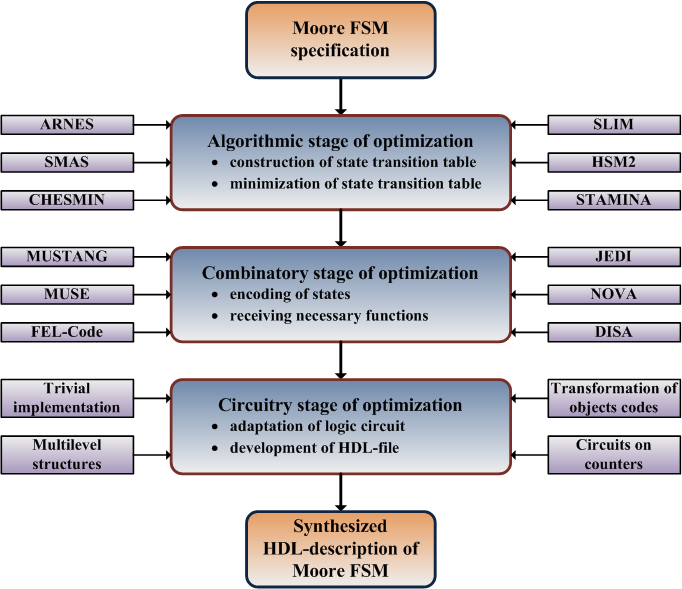 Moore FSM
specification
ARNES
SMAS
CHESMIN
Algorithmic stage of optimization
• construction of state transition table
• minimization of state transition table
SLIM
HSM2
STAMINA
MUSTANG
MUSE
FEL-Code
Combinatory stage of optimization
• encoding of states
• receiving necessary functions
JEDI
NOVA
DISA
Trivial
implementation
Multilevel
structures
Circuitry stage of optimization
• adaptation of logic circuit
• development of HDL-file
Transformation of
objects codes
Circuits on
counters
Synthesized
HDL-description of
Moore FSM